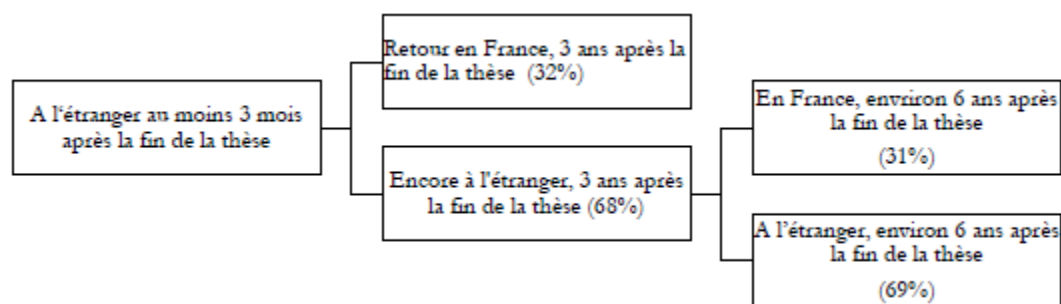 Retour en France, 3 ans après la
fin de la thèse (32%)
A l'étranger au moins 3 mois
après la fin de la thèse
Encore à l'étranger, 3 ans après
la fin de la thèse (68%)
En France, envriron 6 ans après
la fin de la thèse
(31%)
A l'étranger, environ 6 ans après
la fin de la thèse
(69%)